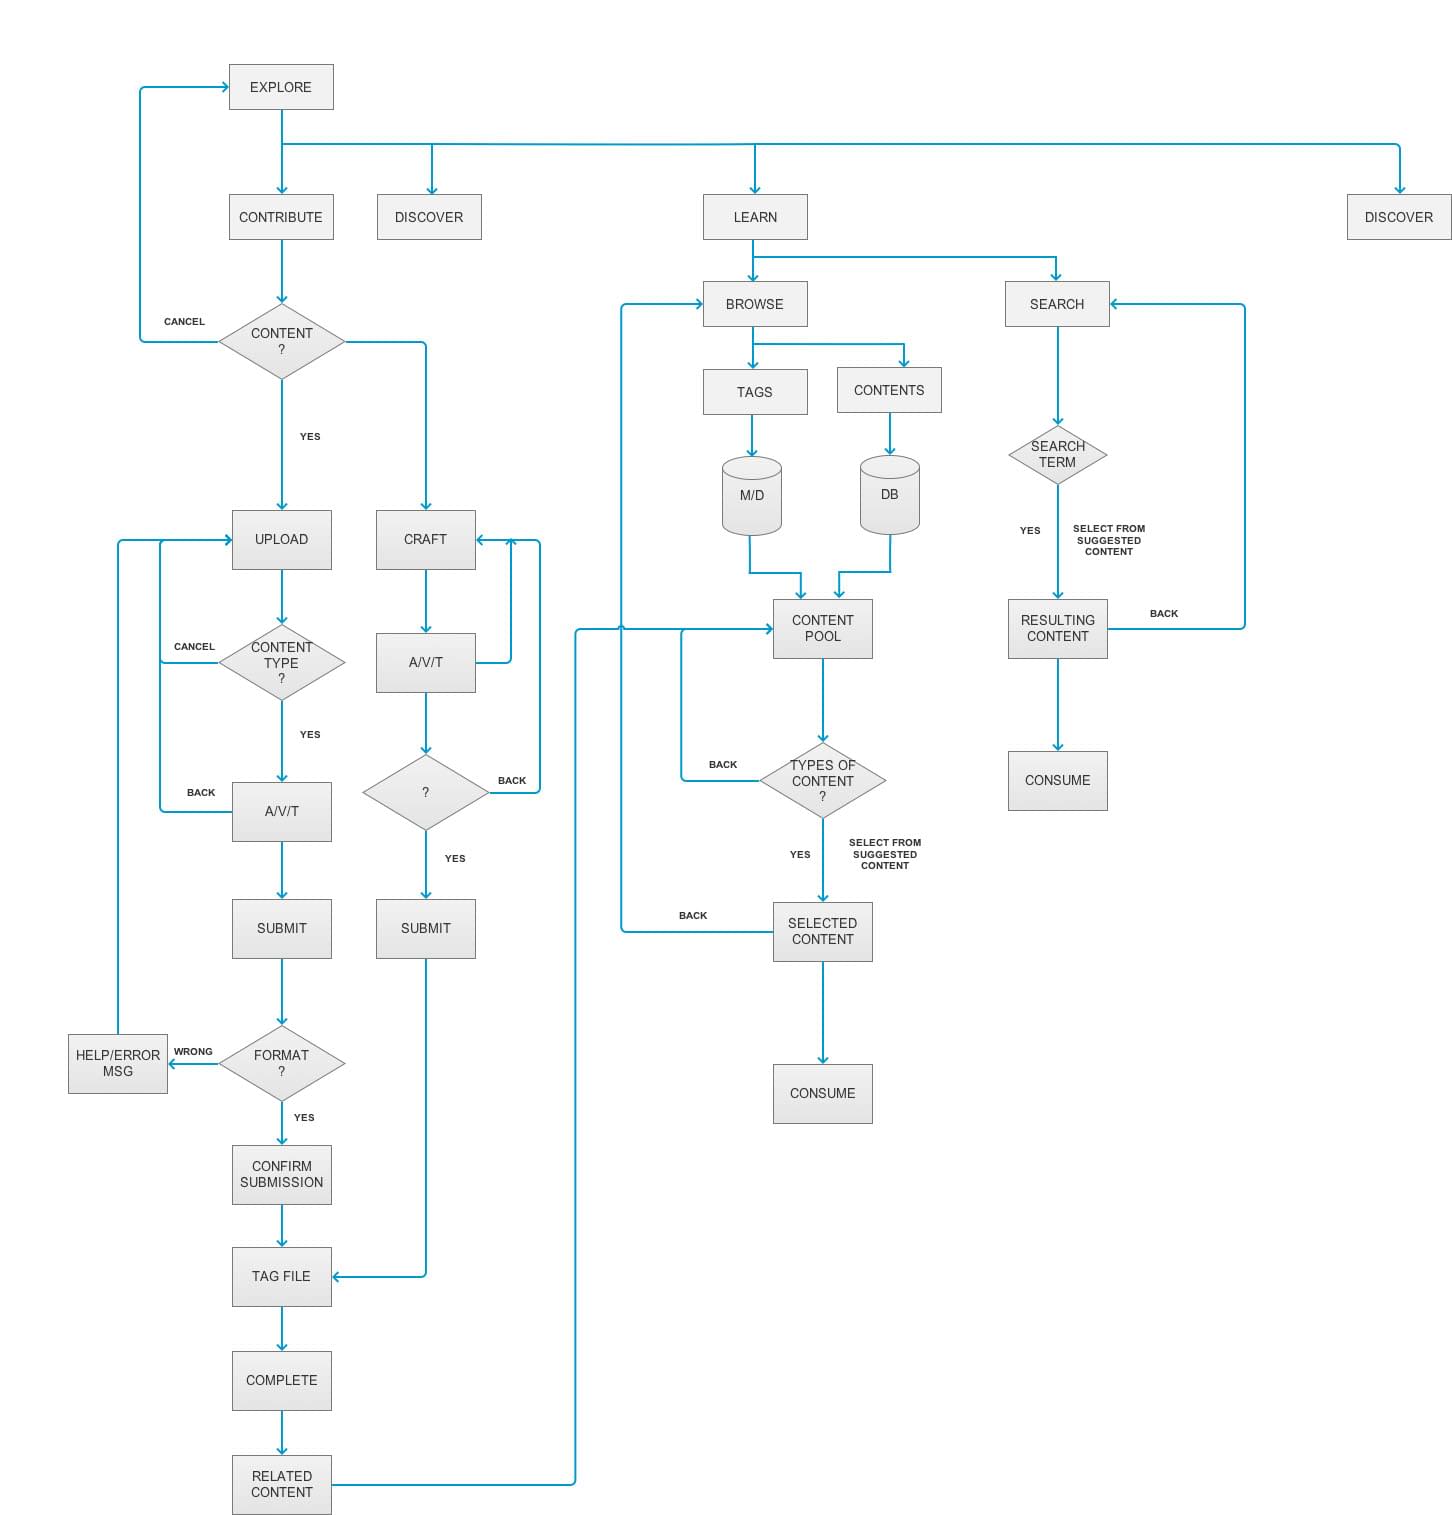 EXPLORE
CONTRIBUTE
DISCOVER
LEARN
DISCOVER
BROWSE
SEARCH
CANCEL
CONTENT
?
TAGS
CONTENTS
YES
SEARCH
TERM
M/D
DB
UPLOAD
CRAFT
YES
SELECT FROM
SUGGESTED
CONTENT
CONTENT
POOL
RESULTING
CONTENT
BACK
CANCEL
CONTENT
TYPE
?
A/V/T
YES
BACK
TYPES OF
CONTENT
?
CONSUME
BACK
A/V/T
?
BACK
YES
YES
SELECT FROM
SUGGESTED
CONTENT
SUBMIT
SUBMIT
BACK
SELECTED
CONTENT
HELP/ERROR
MSG
WRONG
FORMAT
?
CONSUME
YES
CONFIRM
SUBMISSION
TAG FILE
COMPLETE
RELATED
CONTENT